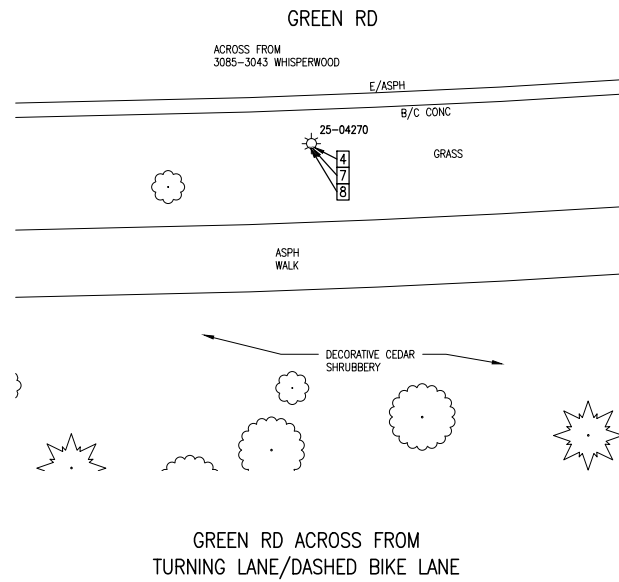 GREEN RD
ACROSS FROM
3085-3043 WHISPERWOOD
E/ASPH
B/C CONC
25-04270
GRASS
4
7
8
ASPH
WALK
DECORATIVE CEDAR
SHRUBBERY
GREEN RD ACROSS FROM
TURNING LANE/DASHED BIKE LANE